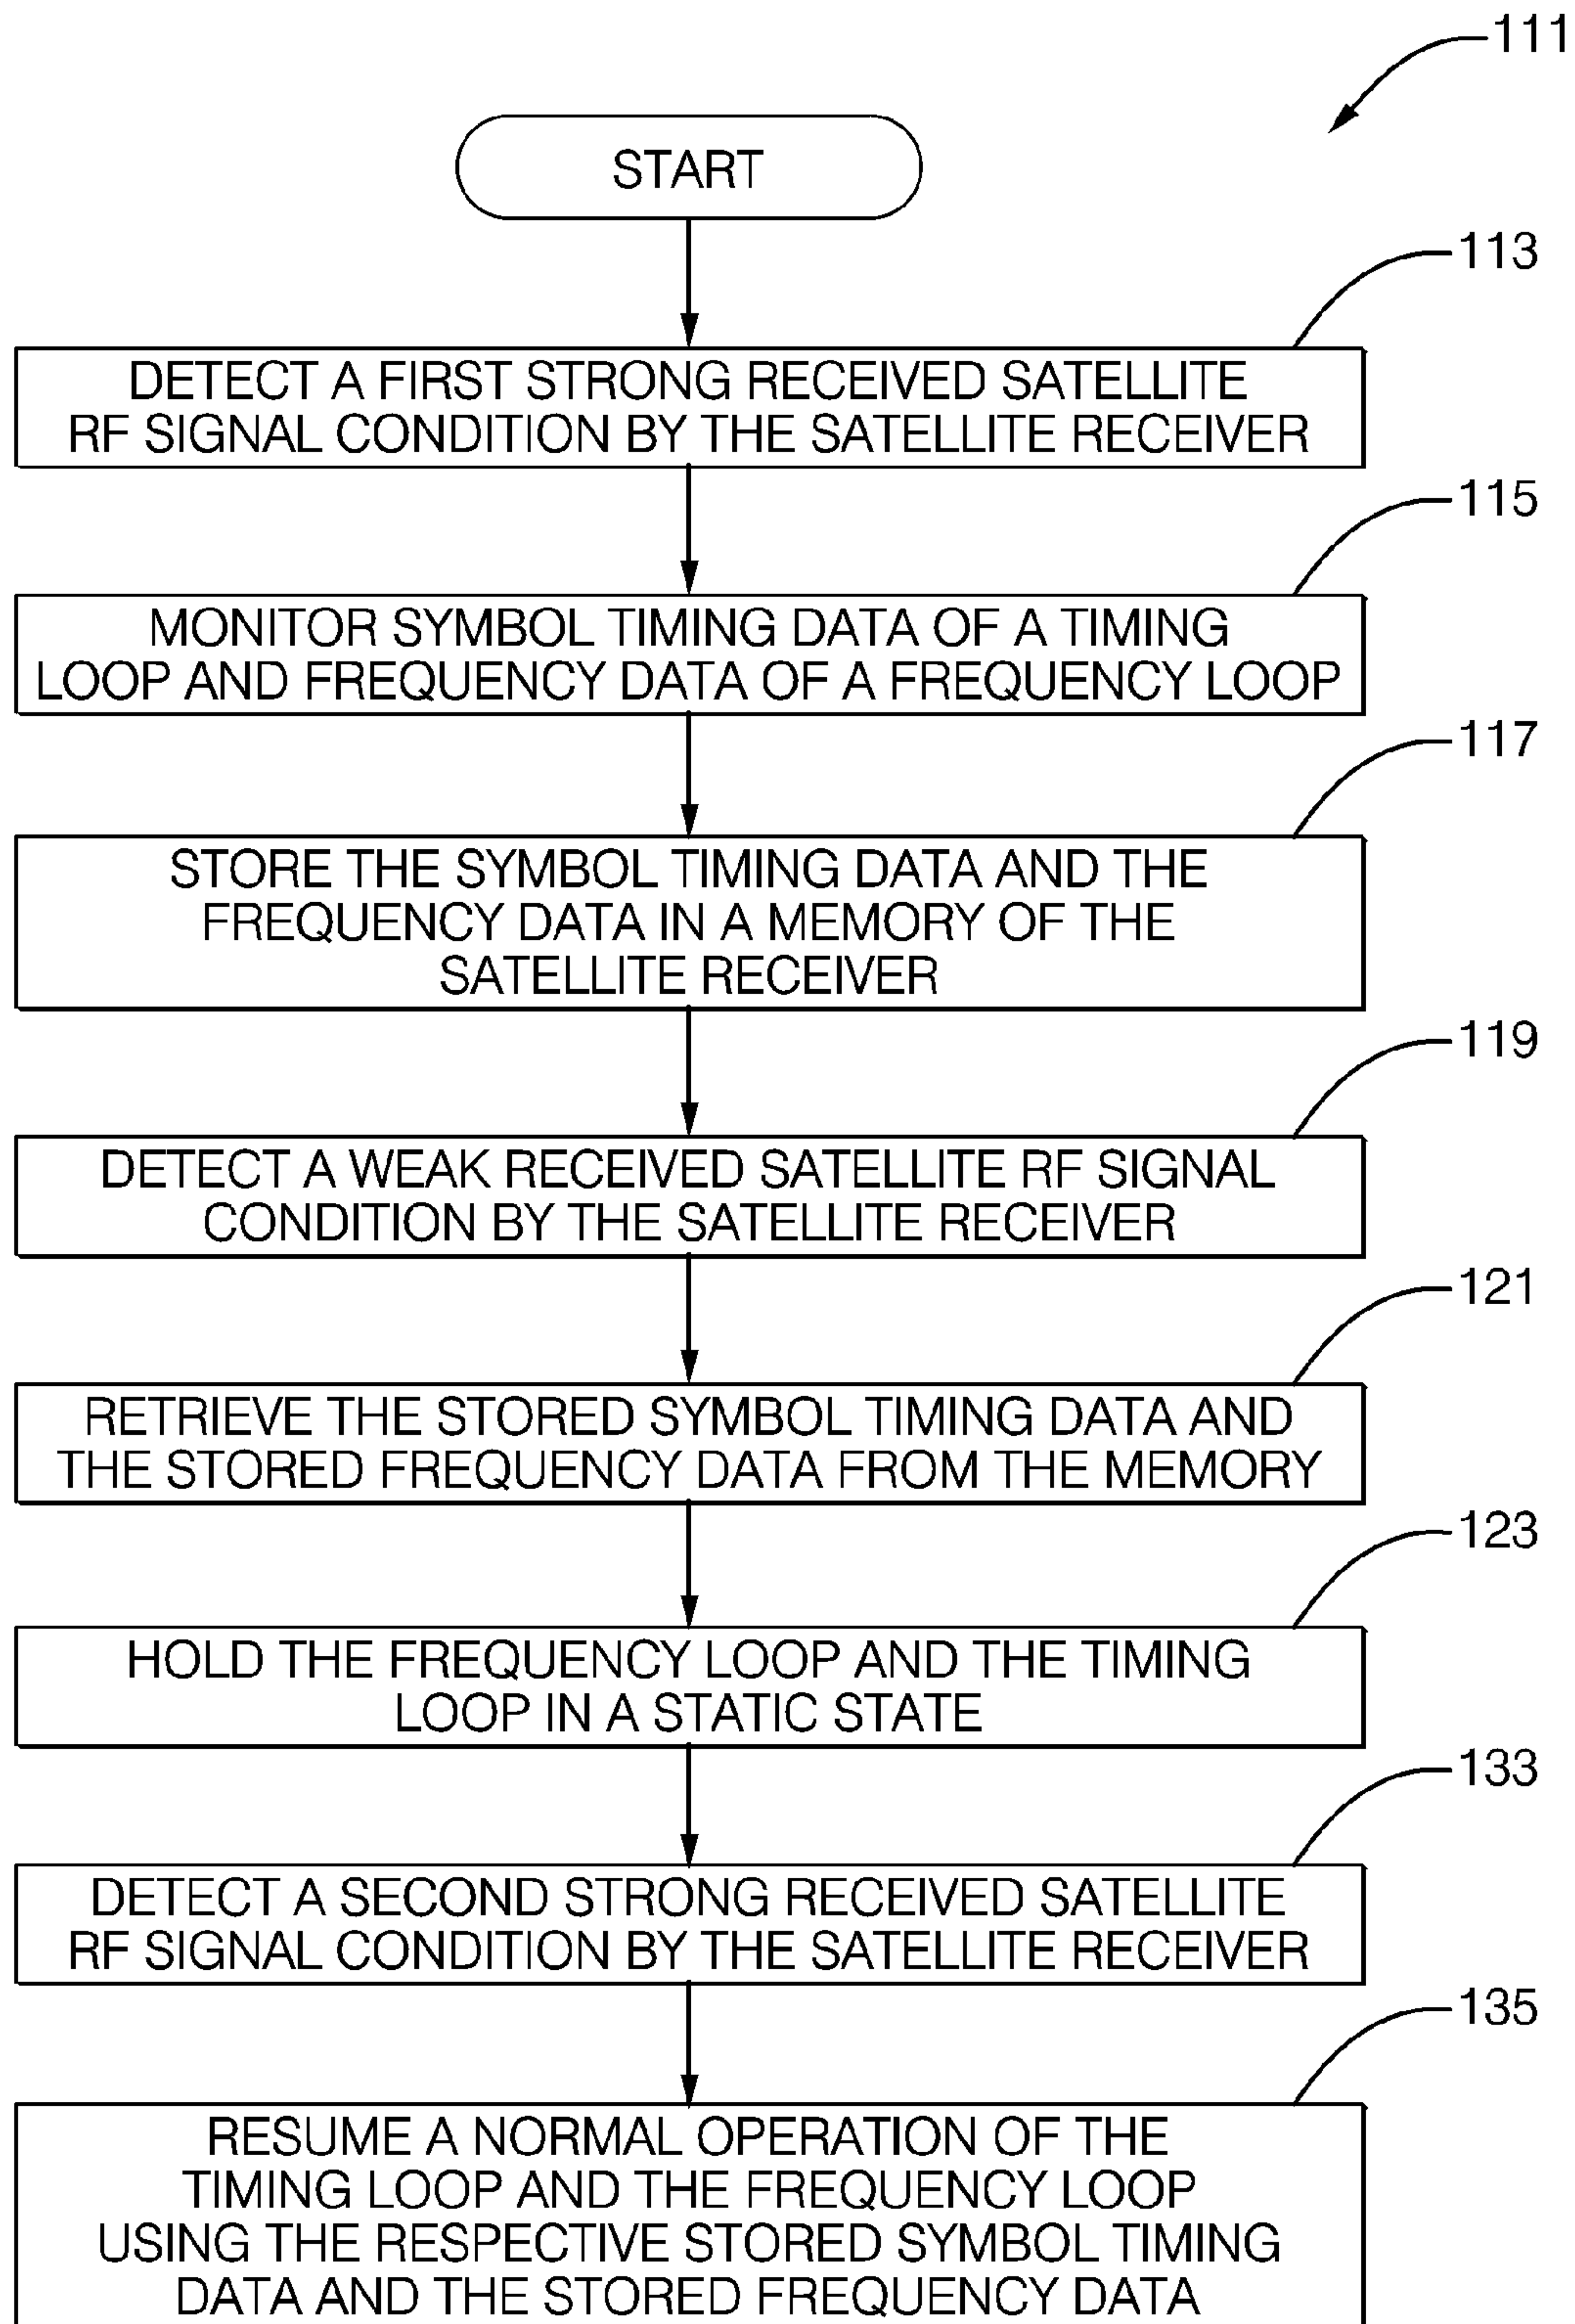 111
START
113
DETECT A FIRST STRONG RECEIVED SATELLITE
RF SIGNAL CONDITION BY THE SATELLITE RECEIVER
115
MONITOR SYMBOL TIMING DATA OF A TIMING
LOOP AND FREQUENCY DATA OF A FREQUENCY LOOP
117
STORE THE SYMBOL TIMING DATA AND THE
FREQUENCY DATA IN A MEMORY OF THE
SATELLITE RECEIVER
119
DETECT A WEAK RECEIVED SATELLITE RF SIGNAL
CONDITION BY THE SATELLITE RECEIVER
121
RETRIEVE THE STORED SYMBOL TIMING DATA AND
THE STORED FREQUENCY DATA FROM THE MEMORY
123
HOLD THE FREQUENCY LOOP AND THE TIMING
LOOP IN A STATIC STATE
133
DETECT A SECOND STRONG RECEIVED SATELLITE
RF SIGNAL CONDITION BY THE SATELLITE RECEIVER
135
RESUME A NORMAL OPERATION OF THE
TIMING LOOP AND THE FREQUENCY LOOP
USING THE RESPECTIVE STORED SYMBOL TIMING
DATA AND THE STORED FREQUENCY DATA